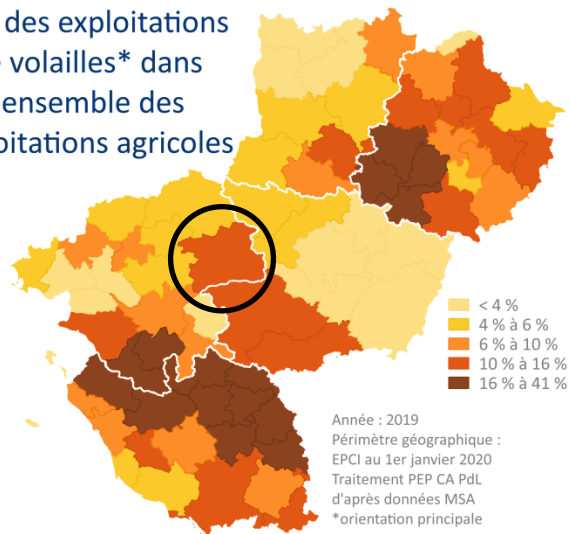 des exploitations
volailles* dans
ensemble des
agricoles
< 4 %
4 % à 6 %
6 % à 10 %
10 % à 16 %
16 % à 41 %
Année : 2019
Périmètre géographique :
EPCI au 1er janvier 2020
Traitement PEP CA PdL
d'après données MSA
*orientation principale